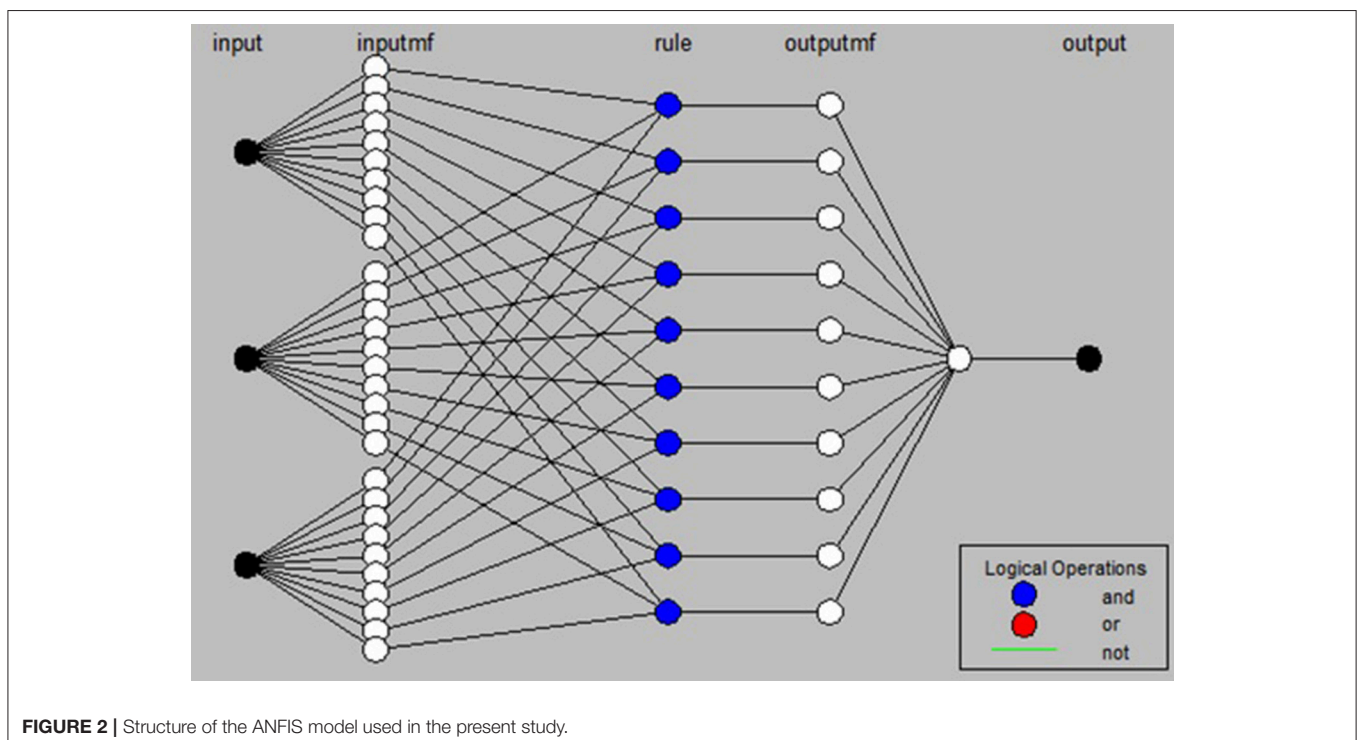 input inputmf rule outputmf output
Logical Operations
and
or
not
FIGURE 2 | Structure of the ANFIS model used in the present study.